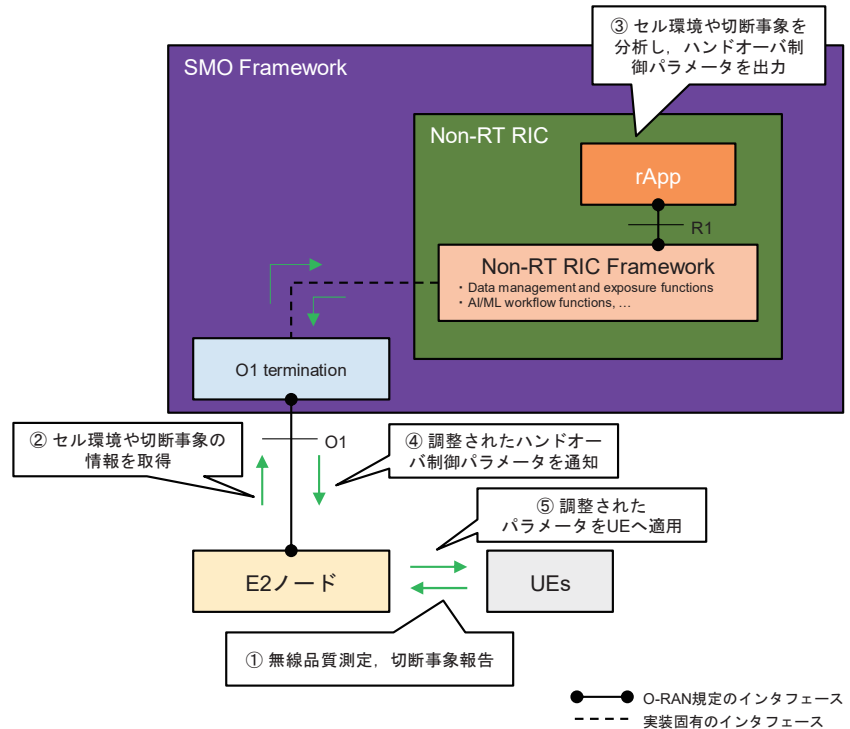 ③ セル環境や切断事象を
分析し，ハンドオーバ制
御パラメータを出力
SMO Framework
Non-RT RIC
rApp
R1
Non-RT RIC Framework
・Data management and exposure functions
・AI/ML workflow functions, …
O1 termination
② セル環境や切断事象の
情報を取得
O1
④ 調整されたハンドオー
バ制御パラメータを通知
⑤ 調整された
パラメータをUEへ適用
E2ノード
UEs
① 無線品質測定，切断事象報告
O-RAN規定のインタフェース
実装固有のインタフェース